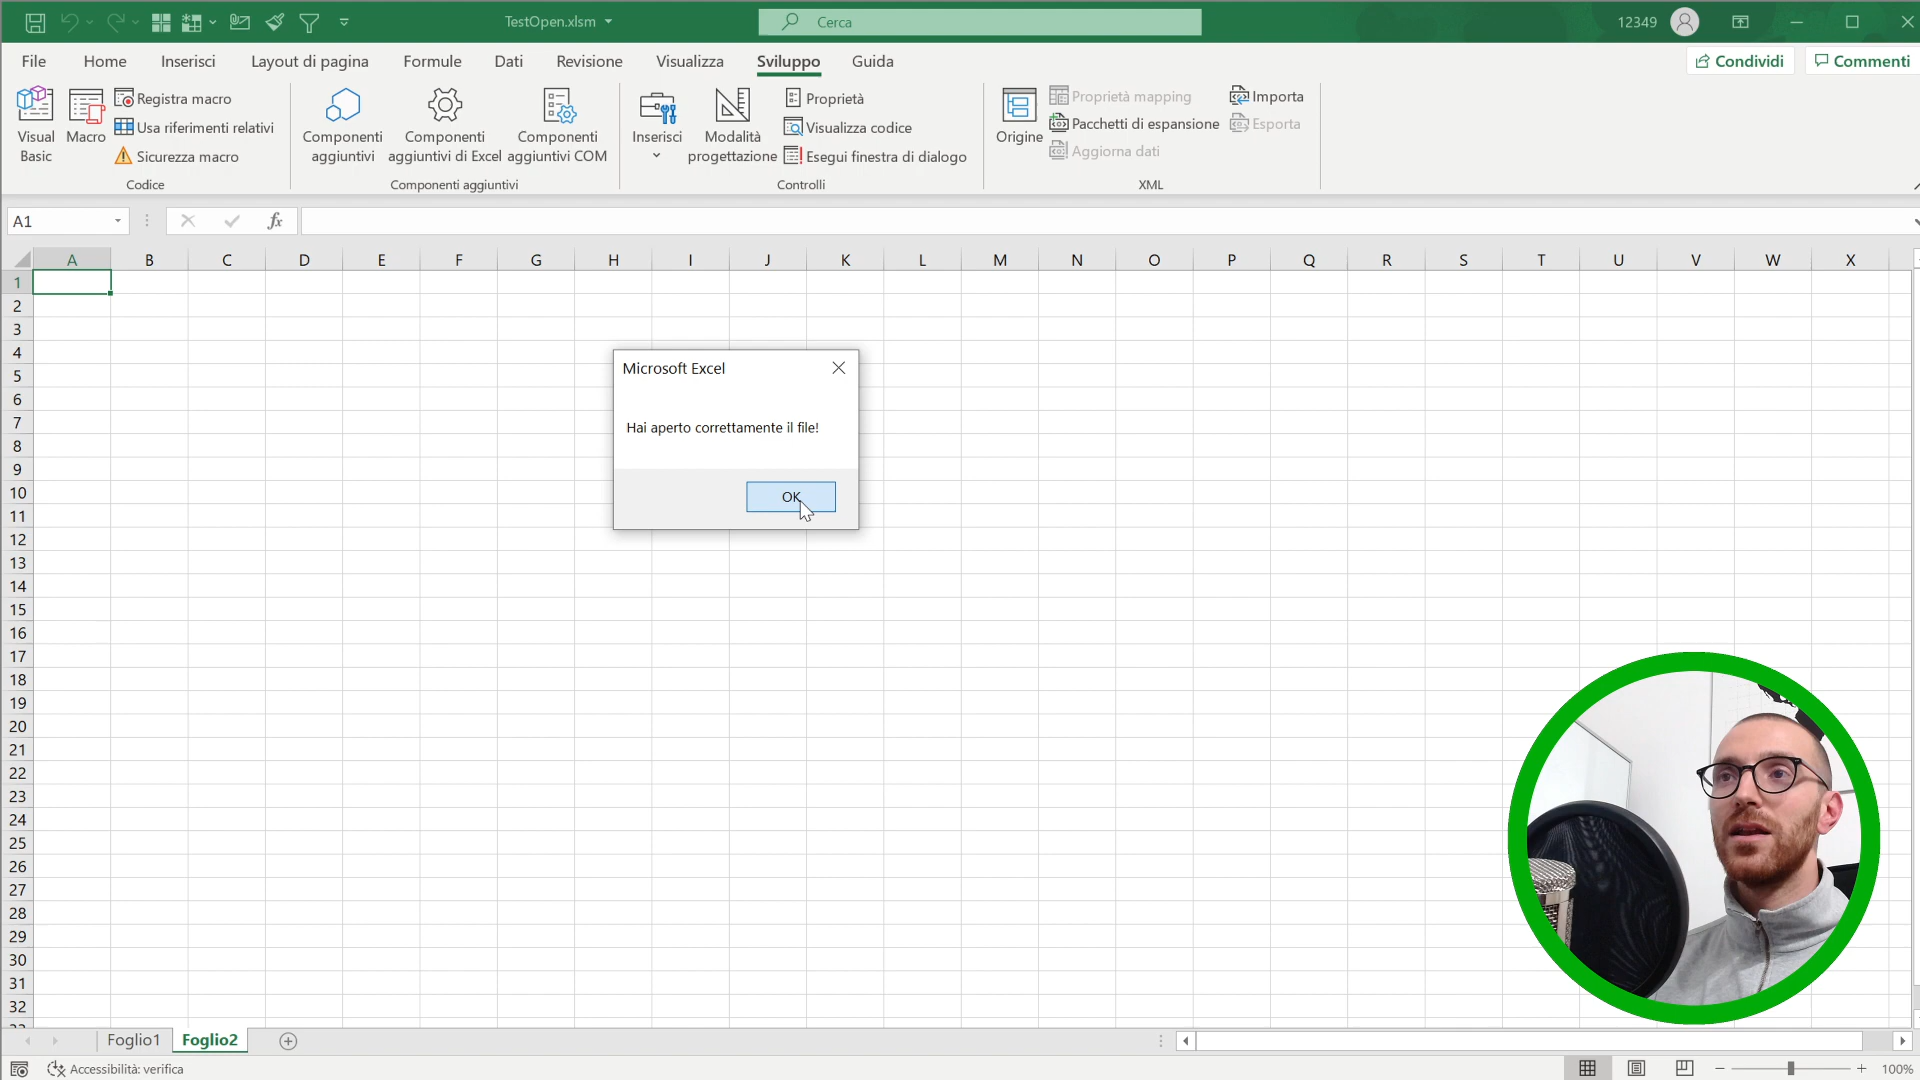 TestOpen.xlsm
Cerca
12349
File Home Inserisci Layout di pagina Formule Dati Revisione Visualizza Sviluppo Guida
Condividi
Commenti
Visual Basic
Macro
Registra macro
Usa riferimenti relativi
Sicurezza macro
Codice
Componenti aggiuntivi
Componenti aggiuntivi di Excel
Componenti aggiuntivi COM
Componenti aggiuntivi
Inserisci
Modalità progettazione
Proprietà
Visualizza codice
Esegui finestra di dialogo
Controlli
Origine
Proprietà mapping
Pacchetti di espansione
Aggiorna dati
Importa
Esporta
XML
A1
fx
A B C D E F G H I J K L M N O P Q R S T U V W X
1
2
3
4
5
6
7
8
9
10
11
12
13
14
15
16
17
18
19
20
21
22
23
24
25
26
27
28
29
30
31
32
Microsoft Excel
Hai aperto correttamente il file!
OK
Foglio1 Foglio2
Accessibilità: verifica
100%